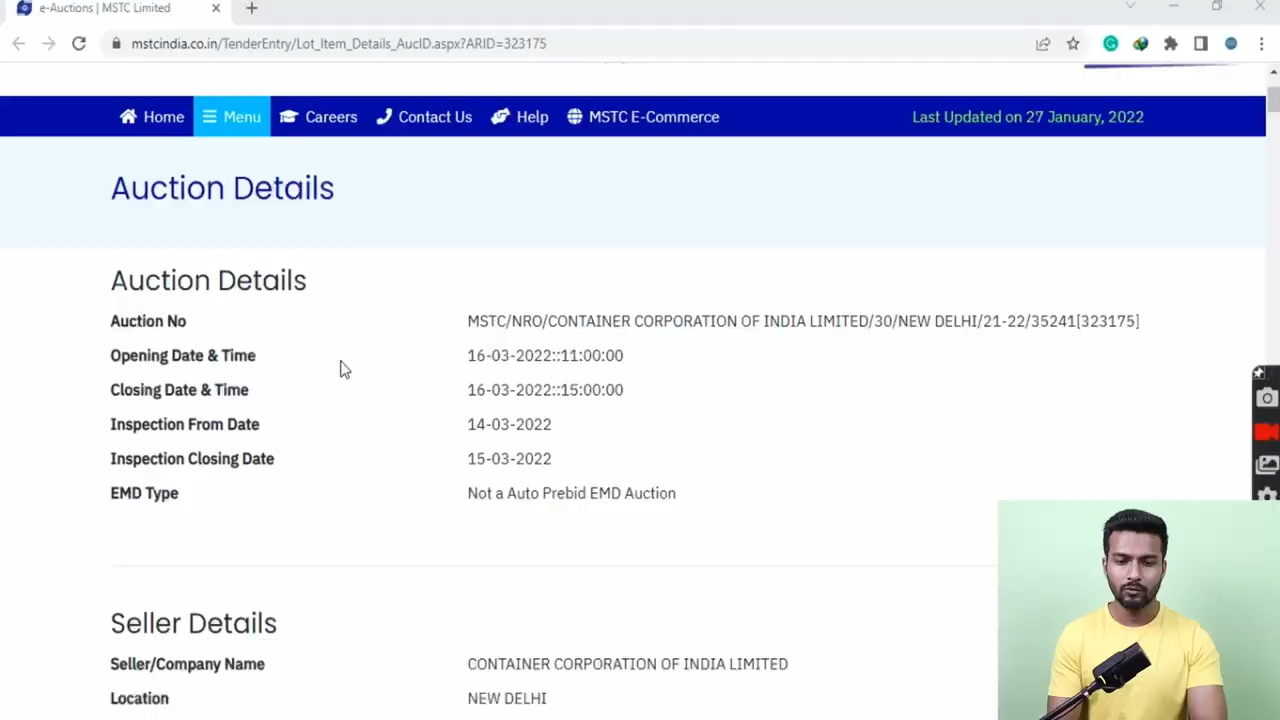 e-Auctions | MSTC Limited
mstcindia.co.in/TenderEntry/Lot_Item_Details_AucID.aspx?ARID=323175
Home Menu Careers Contact Us Help MSTC E-Commerce Last Updated on 27 January, 2022
Auction Details
Auction Details
Auction No MSTC/NRO/CONTAINER CORPORATION OF INDIA LIMITED/30/NEW DELHI/21-22/35241[323175]
Opening Date & Time 16-03-2022::11:00:00
Closing Date & Time 16-03-2022::15:00:00
Inspection From Date 14-03-2022
Inspection Closing Date 15-03-2022
EMD Type Not a Auto Prebid EMD Auction
Seller Details
Seller/Company Name CONTAINER CORPORATION OF INDIA LIMITED
Location NEW DELHI